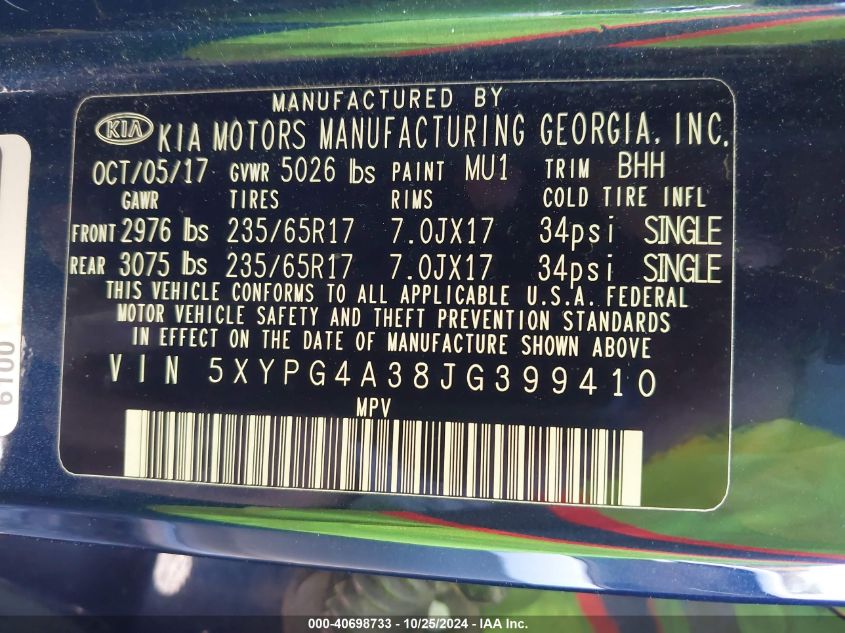 MANUFACTURED BY
KIA KIA MOTORS MANUFACTURING GEORGIA, INC.
OCT/05/17 GVWR 5026 lbs PAINT MU1 TRIM BHH
GAWR TIRES RIMS COLD TIRE INFL
FRONT 2976 lbs 235/65R17 7.0JX17 34psi SINGLE
REAR 3075 lbs 235/65R17 7.0JX17 34psi SINGLE
THIS VEHICLE CONFORMS TO ALL APPLICABLE U.S.A. FEDERAL
MOTOR VEHICLE SAFETY AND THEFT PREVENTION STANDARDS
IN EFFECT ON THE DATE OF MANUFACTURE SHOWN ABOVE
VIN 5XYPG4A38JG399410
MPV
000-40698733 - 10/25/2024 - IAA Inc.